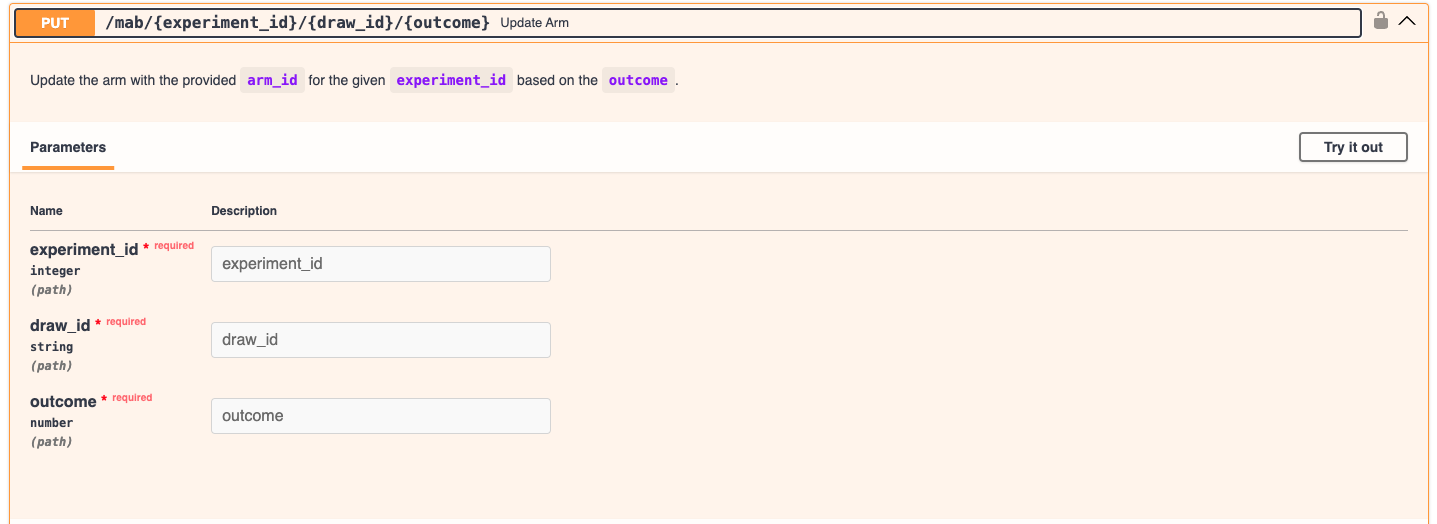 PUT /mab/{experiment_id}/{draw_id}/{outcome} Update Arm
Update the arm with the provided arm_id for the given experiment_id based on the outcome.
Parameters Try it out
Name Description
experiment_id * required experiment_id
integer
(path)
draw_id * required draw_id
string
(path)
outcome * required outcome
number
(path)